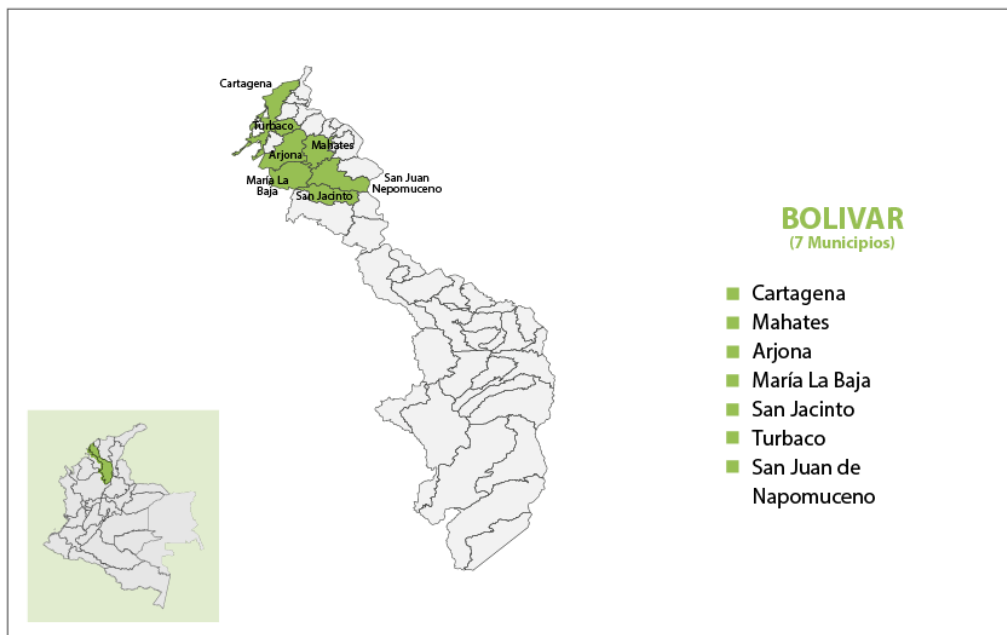 Cartagena
Turbaco
Mahates
Arjona
San Juan
Nepomuceno
María La
Baja
San Jacinto
BOLIVAR
(7 Municipios)
Cartagena
Mahates
Arjona
María La Baja
San Jacinto
Turbaco
San Juan de
Napomuceno